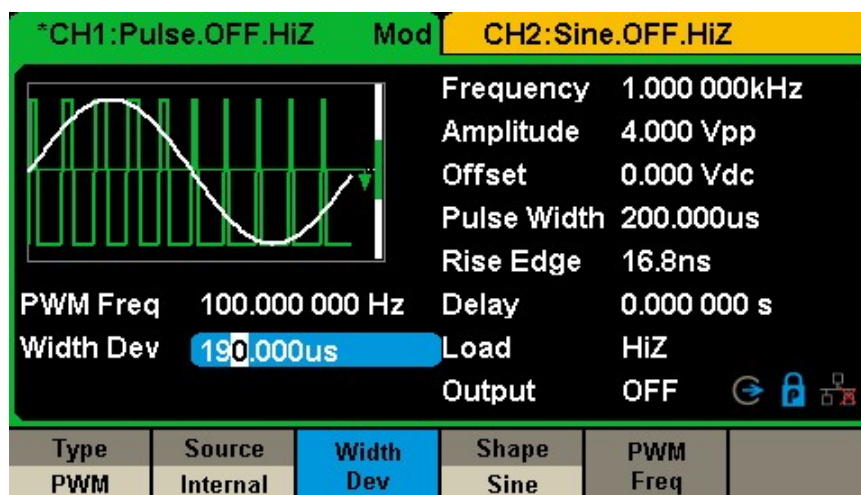 *CH1:Pulse.OFF.HiZ Mod
CH2:Sine.OFF.HiZ
Frequency 1.000 000kHz
Amplitude 4.000 Vpp
Offset 0.000 Vdc
Pulse Width 200.000us
Rise Edge 16.8ns
PWM Freq 100.000 000 Hz
Delay 0.000 000 s
Width Dev 190.000us
Load HiZ
Output OFF
P
Type Source Width Dev Shape PWM Freq
PWM Internal Sine